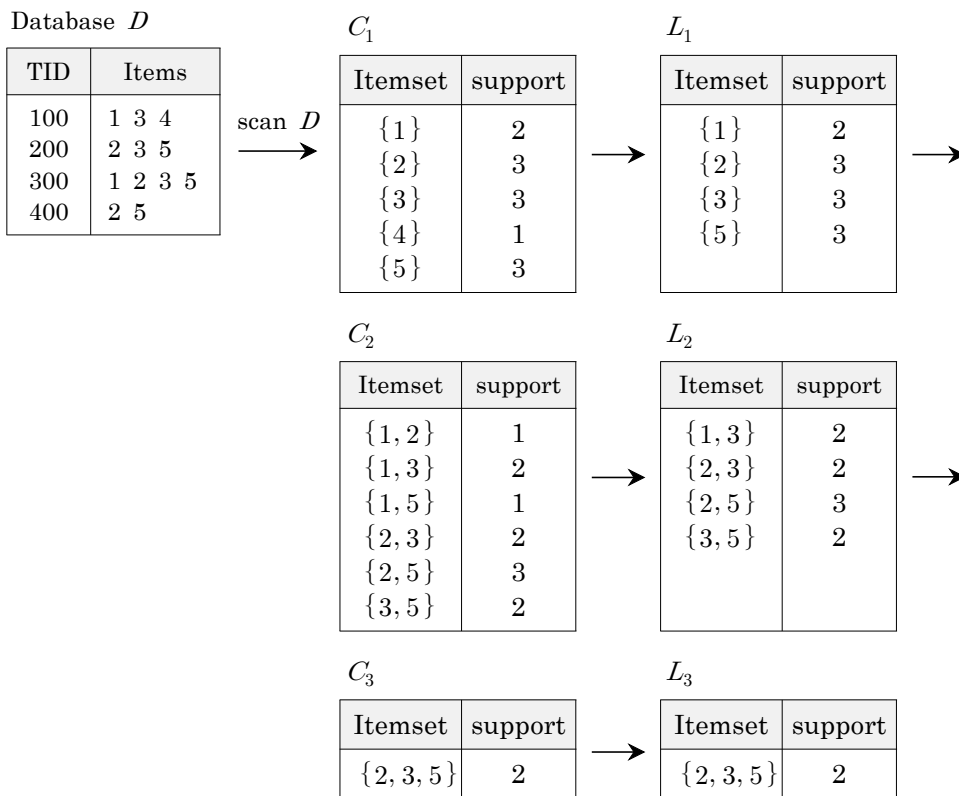 Database D
TID Items
100 1 3 4
200 2 3 5
300 1 2 3 5
400 2 5
scan D
C₁
Itemset support
{1} 2
{2} 3
{3} 3
{4} 1
{5} 3
L₁
Itemset support
{1} 2
{2} 3
{3} 3
{5} 3
C₂
Itemset support
{1, 2} 1
{1, 3} 2
{1, 5} 1
{2, 3} 2
{2, 5} 3
{3, 5} 2
L₂
Itemset support
{1, 3} 2
{2, 3} 2
{2, 5} 3
{3, 5} 2
C₃
Itemset support
{2, 3, 5} 2
L₃
Itemset support
{2, 3, 5} 2